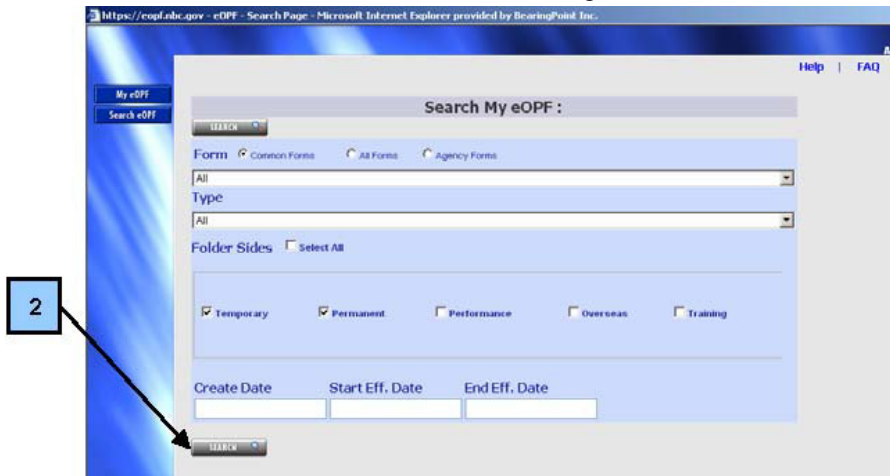 https://eopf.nbc.gov - eOPF - Search Page - Microsoft Internet Explorer provided by BearingPoint Inc.
Help | FAQ
My eOPF
Search eOPF
Search My eOPF :
SEARCH
Form Common Forms All Forms Agency Forms
All
Type
All
Folder Sides Select All
2
Temporary Permanent Performance Overseas Training
Create Date Start Eff. Date End Eff. Date
SEARCH